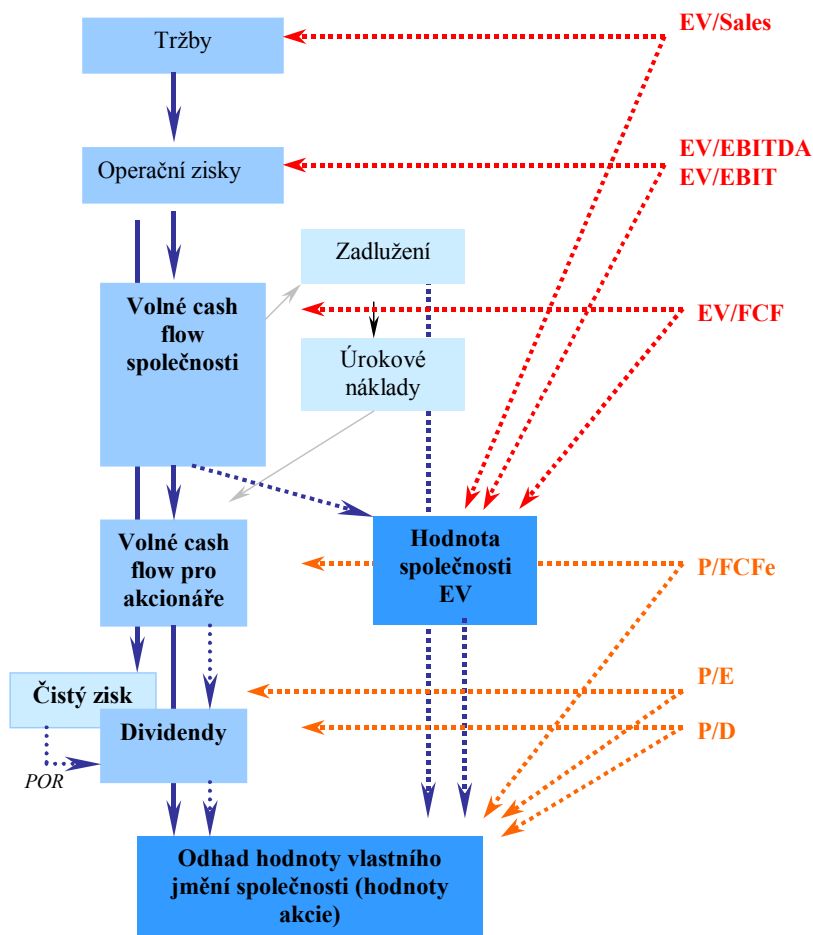 Tržby
EV/Sales
Operační zisky
EV/EBITDA
EV/EBIT
Zadlužení
Volné cash
flow
společnosti
EV/FCF
Úrokové
náklady
Volné cash
flow pro
akcionáře
Hodnota
společnosti
EV
P/FCFe
Čistý zisk
P/E
Dividendy
P/D
POR
Odhad hodnoty vlastního
jmění společnosti (hodnoty
akcie)